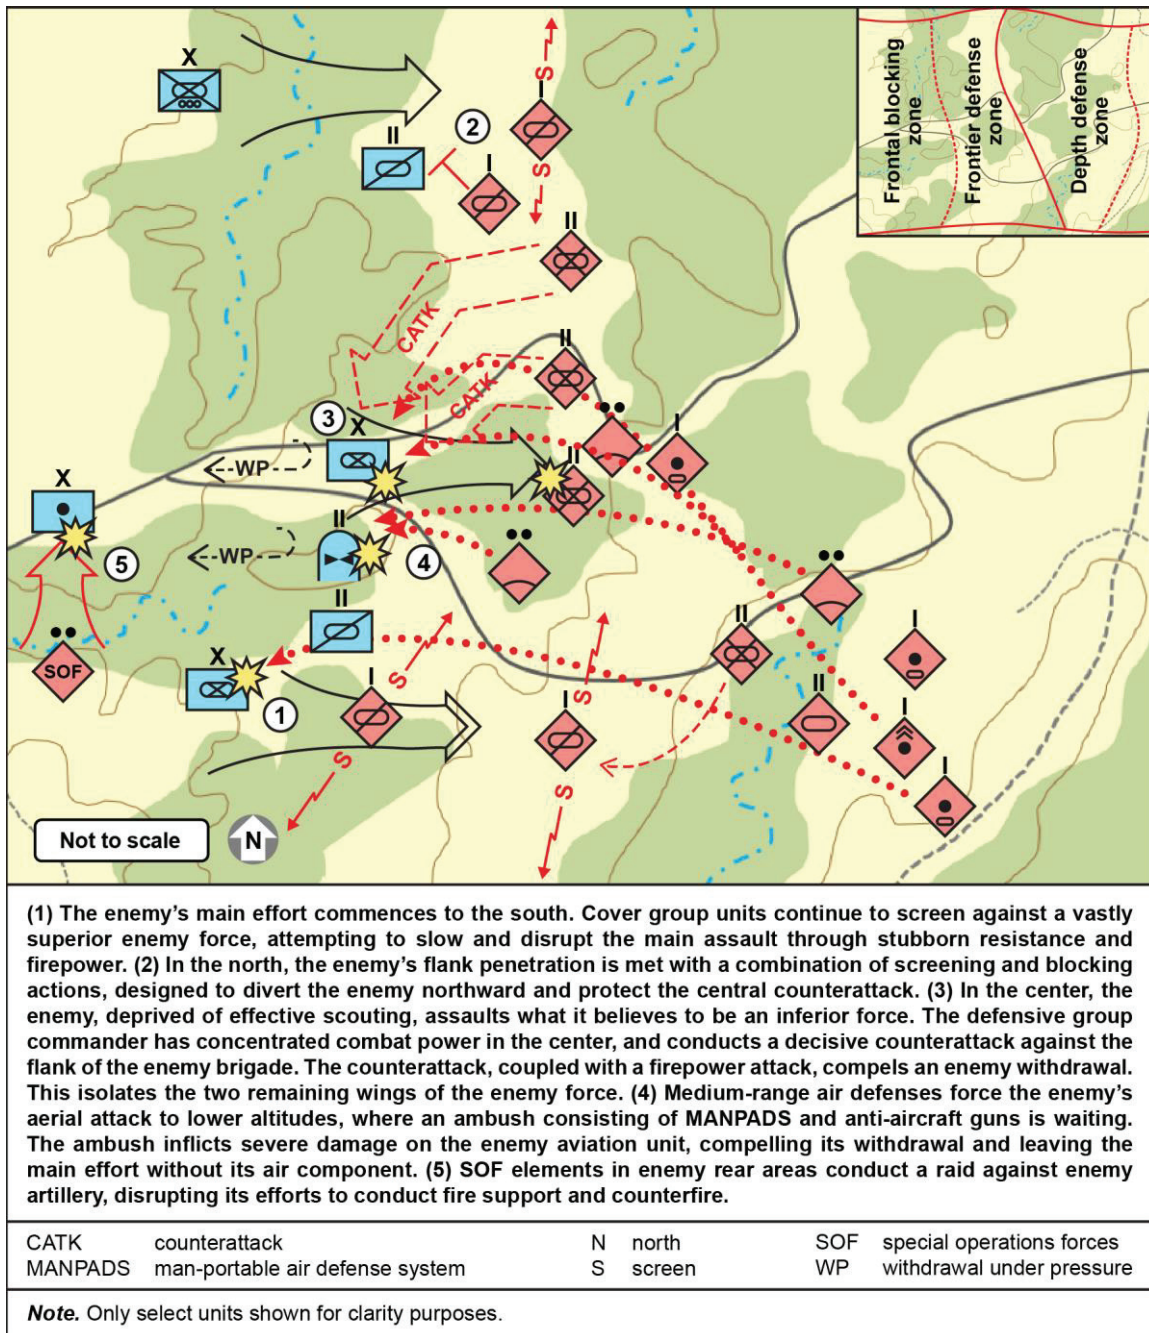 X
S
Frontal blocking
zone
Frontier defense
zone
Depth defense
zone
I
2
II
I
S
II
CATK
II
CATK
3
X
I
WP
II
X
II
WP
4
5
II
II
I
S
S
SOF
X
I
II
I
1
I
S
I
S
Not to scale
N
(1) The enemy's main effort commences to the south. Cover group units continue to screen against a vastly
superior enemy force, attempting to slow and disrupt the main assault through stubborn resistance and
firepower. (2) In the north, the enemy's flank penetration is met with a combination of screening and blocking
actions, designed to divert the enemy northward and protect the central counterattack. (3) In the center, the
enemy, deprived of effective scouting, assaults what it believes to be an inferior force. The defensive group
commander has concentrated combat power in the center, and conducts a decisive counterattack against the
flank of the enemy brigade. The counterattack, coupled with a firepower attack, compels an enemy withdrawal.
This isolates the two remaining wings of the enemy force. (4) Medium-range air defenses force the enemy's
aerial attack to lower altitudes, where an ambush consisting of MANPADS and anti-aircraft guns is waiting.
The ambush inflicts severe damage on the enemy aviation unit, compelling its withdrawal and leaving the
main effort without its air component. (5) SOF elements in enemy rear areas conduct a raid against enemy
artillery, disrupting its efforts to conduct fire support and counterfire.
CATK counterattack N north SOF special operations forces
MANPADS man-portable air defense system S screen WP withdrawal under pressure
Note. Only select units shown for clarity purposes.